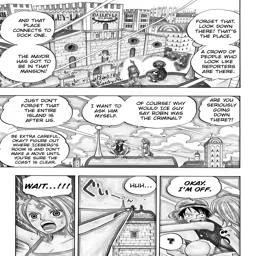 FORGET THAT.
LOOK DOWN
THERE! THAT'S
THE PLACE.
A CROWD OF
PEOPLE WHO
LOOK LIKE
REPORTERS
ARE THERE.
AND THAT
PLACE
CONNECTS TO
DOCK ONE.
THE MAYOR
HAS GOT TO
BE IN THAT
MANSION!
ARE YOU
SERIOUSLY
GOING
DOWN
THERE?!
OF COURSE! WHY
WOULD ICE GUY
SAY ROBIN WAS
THE CRIMINAL?
I WANT TO
ASK HIM
MYSELF.
JUST DON'T
FORGET THAT
THE ENTIRE
ISLAND IS
AFTER US.
BE EXTRA CAREFUL,
OKAY? FIGURE OUT
WHERE ICEBERG'S
ROOM IS AND DON'T
MAKE A MOVE UNTIL
YOU'RE SURE THE
COAST IS CLEAR.
OKAY.
I'M OFF.
HUH...
WAIT...!!!